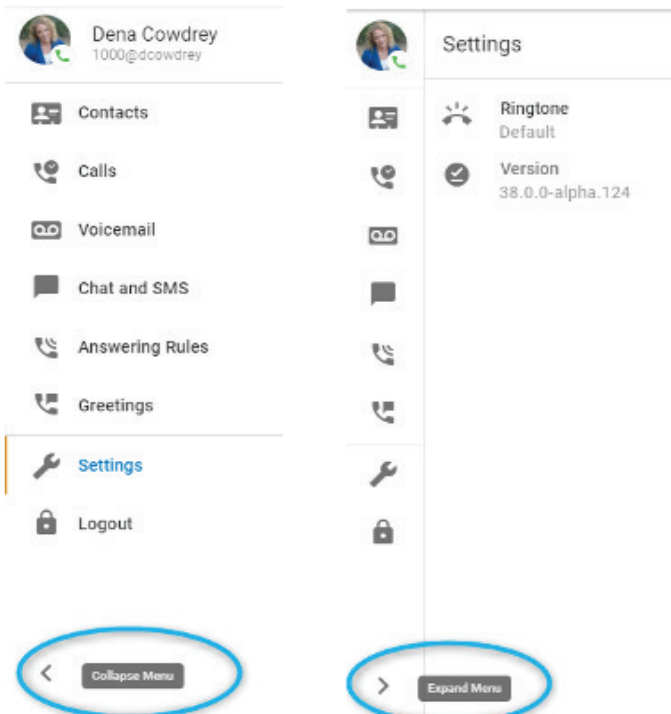 Dena Cowdrey
1000@dcowdrey
Contacts
Calls
Voicemail
Chat and SMS
Answering Rules
Greetings
Settings
Logout
Collapse Menu
Settings
Ringtone
Default
Version
38.0.0-alpha.124
Expand Menu